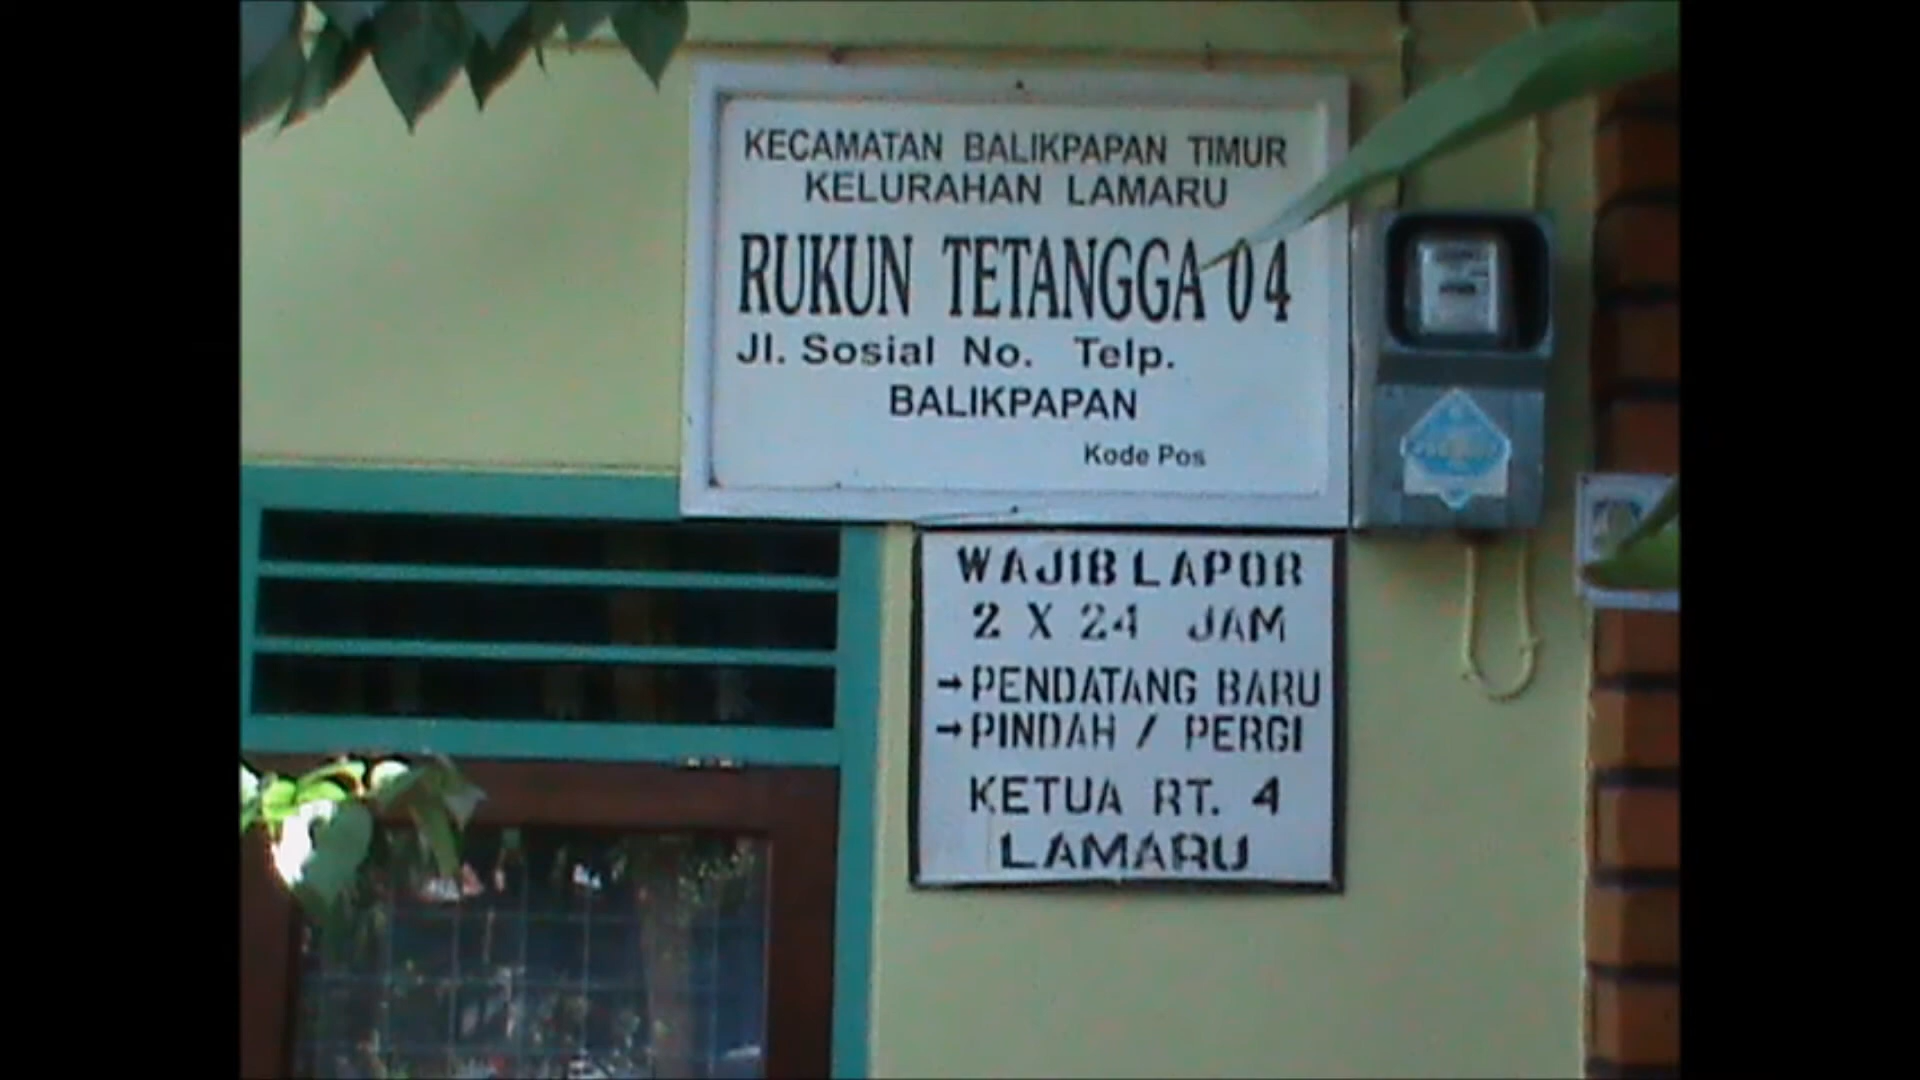 KECAMATAN BALIKPAPAN TIMUR
KELURAHAN LAMARU
RUKUN TETANGGA 04
Jl. Sosial No. Telp.
BALIKPAPAN
Kode Pos
WAJIB LAPOR
2 X 24 JAM
→ PENDATANG BARU
→ PINDAH / PERGI
KETUA RT. 4
LAMARU